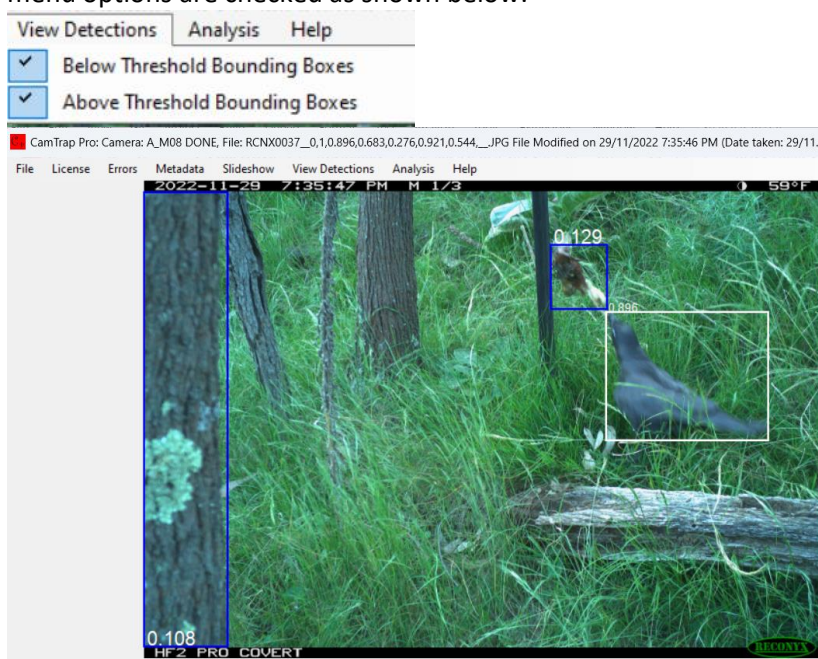 menu options are checked as shown below:
View Detections Analysis Help
Below Threshold Bounding Boxes
Above Threshold Bounding Boxes
CamTrap Pro: Camera: A_M08 DONE, File: RCNX0037__0,1,0.896,0.683,0.276,0.921,0.544,__.JPG File Modified on 29/11/2022 7:35:46 PM (Date taken: 29/11.
File License Errors Metadata Slideshow View Detections Analysis Help
2022-11-29 7:35:47 PM M 1/3 59°F
0.129
0.896
0.108
HF2 PRO COVERT
RECONYX